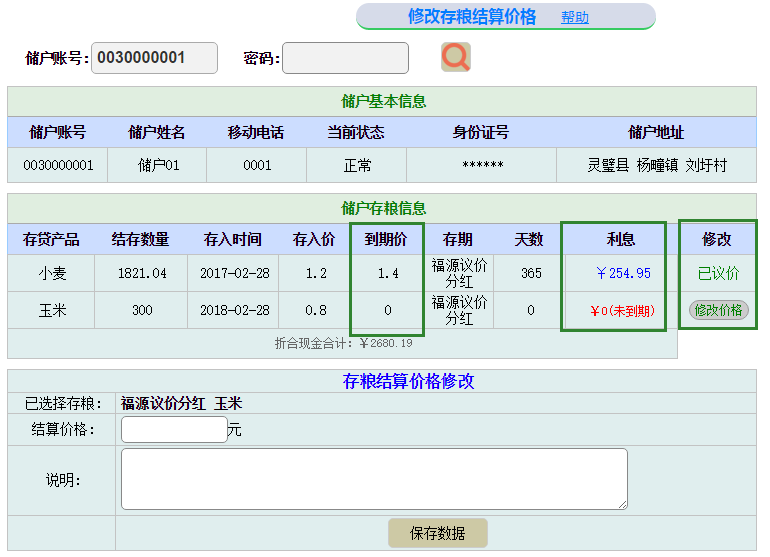 修改存粮结算价格 帮助
储户账号: 0030000001 密码:
储户基本信息
储户账号 储户姓名 移动电话 当前状态 身份证号 储户地址
0030000001 储户01 0001 正常 ****** 灵璧县 杨疃镇 刘圩村
储户存粮信息
存贷产品 结存数量 存入时间 存入价 到期价 存期 天数 利息 修改
小麦 1821.04 2017-02-28 1.2 1.4 福源议价分红 365 ￥254.95 已议价
玉米 300 2018-02-28 0.8 0 福源议价分红 0 ￥0(未到期) 修改价格
折合现金合计：￥2680.19
存粮结算价格修改
已选择存粮： 福源议价分红 玉米
结算价格： 元
说明:
保存数据